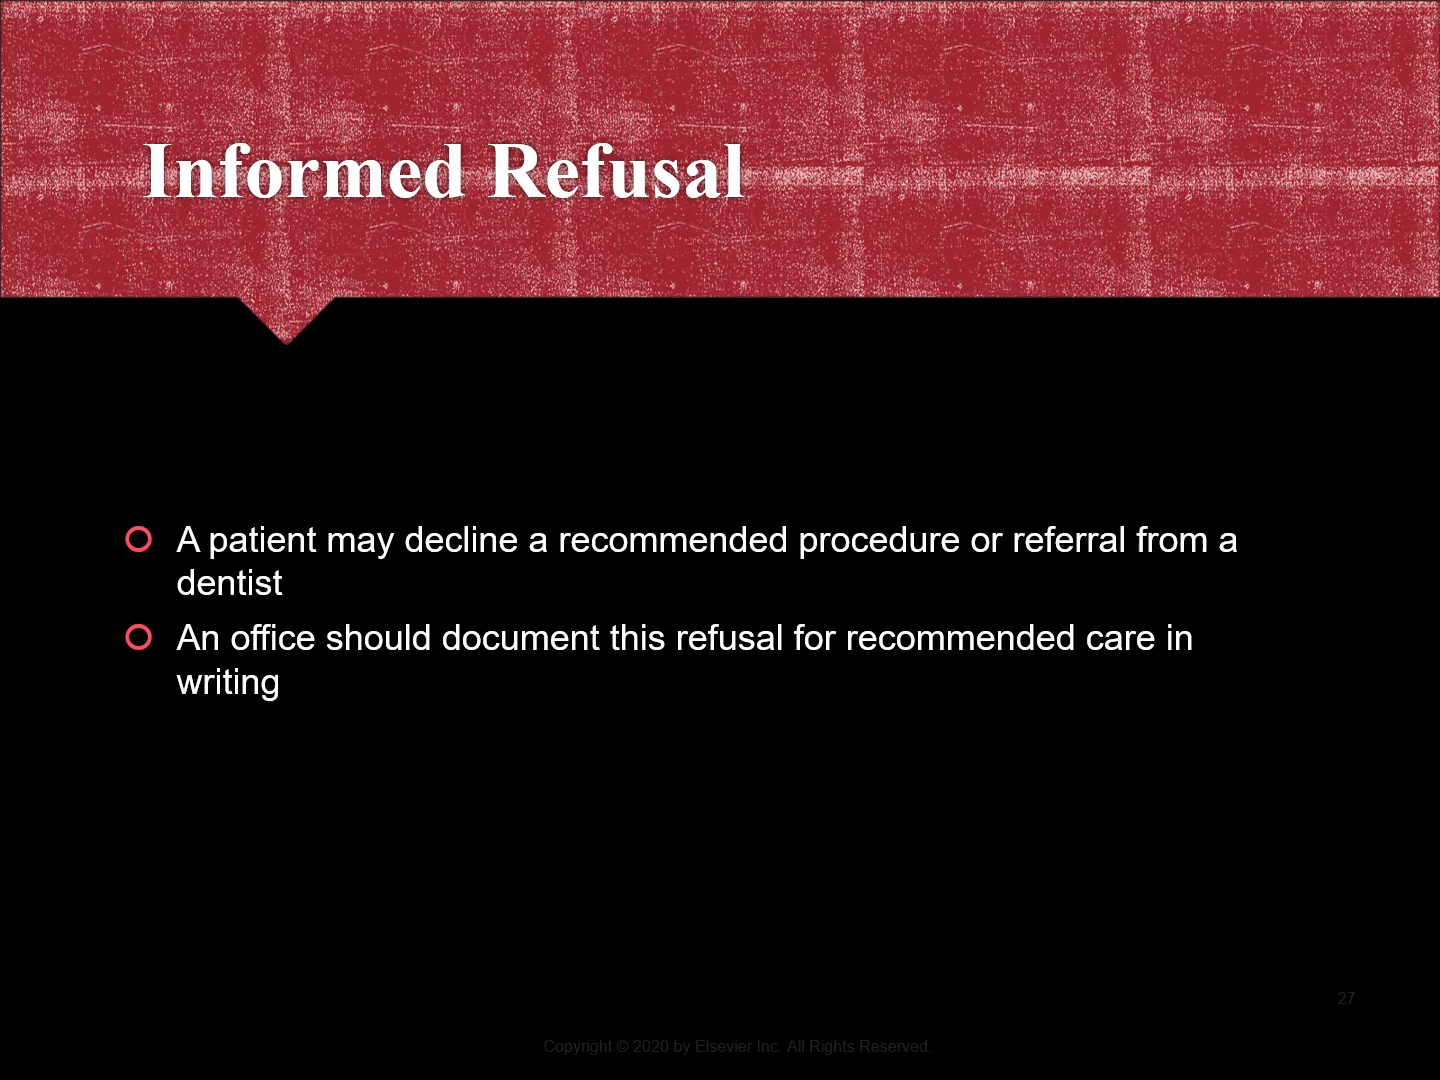 Informed Refusal
A patient may decline a recommended procedure or referral from a
dentist
An office should document this refusal for recommended care in
writing
27
Copyright © 2020 by Elsevier Inc. All Rights Reserved.